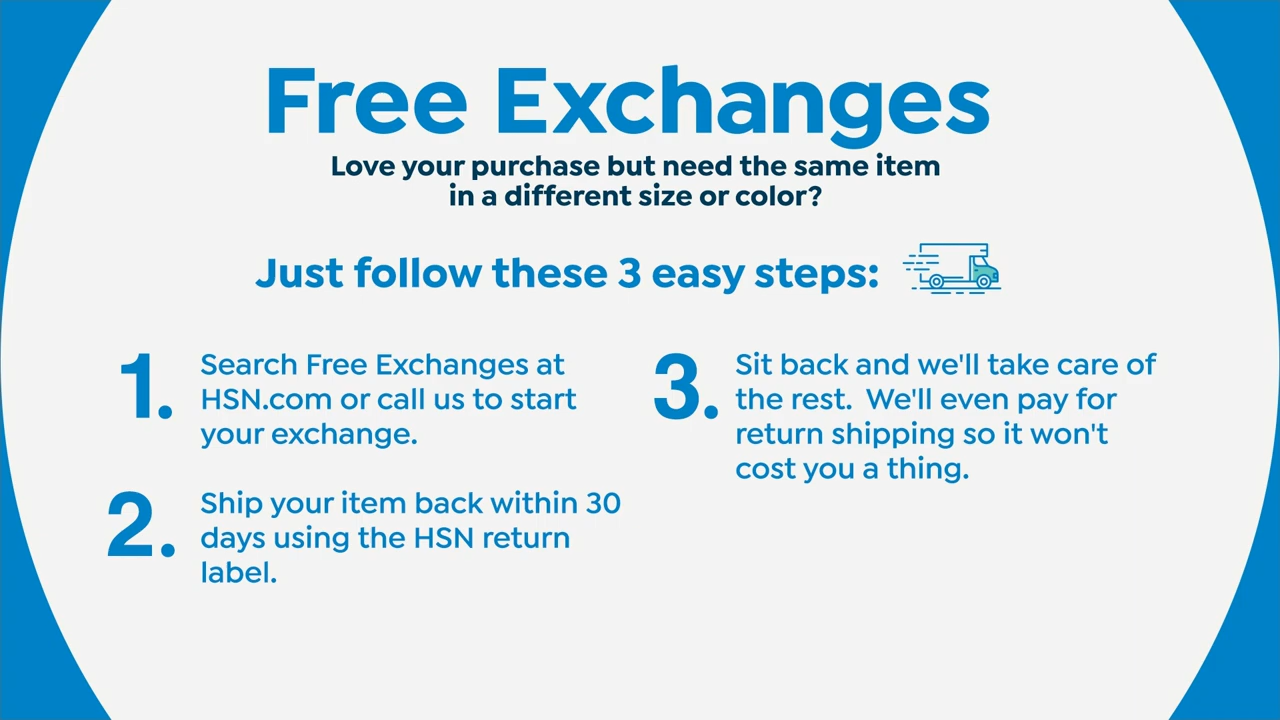 Free Exchanges
Love your purchase but need the same item
in a different size or color?
Just follow these 3 easy steps:
1.
Search Free Exchanges at
HSN.com or call us to start
your exchange.
2.
Ship your item back within 30
days using the HSN return
label.
3.
Sit back and we'll take care of
the rest.  We'll even pay for
return shipping so it won't
cost you a thing.